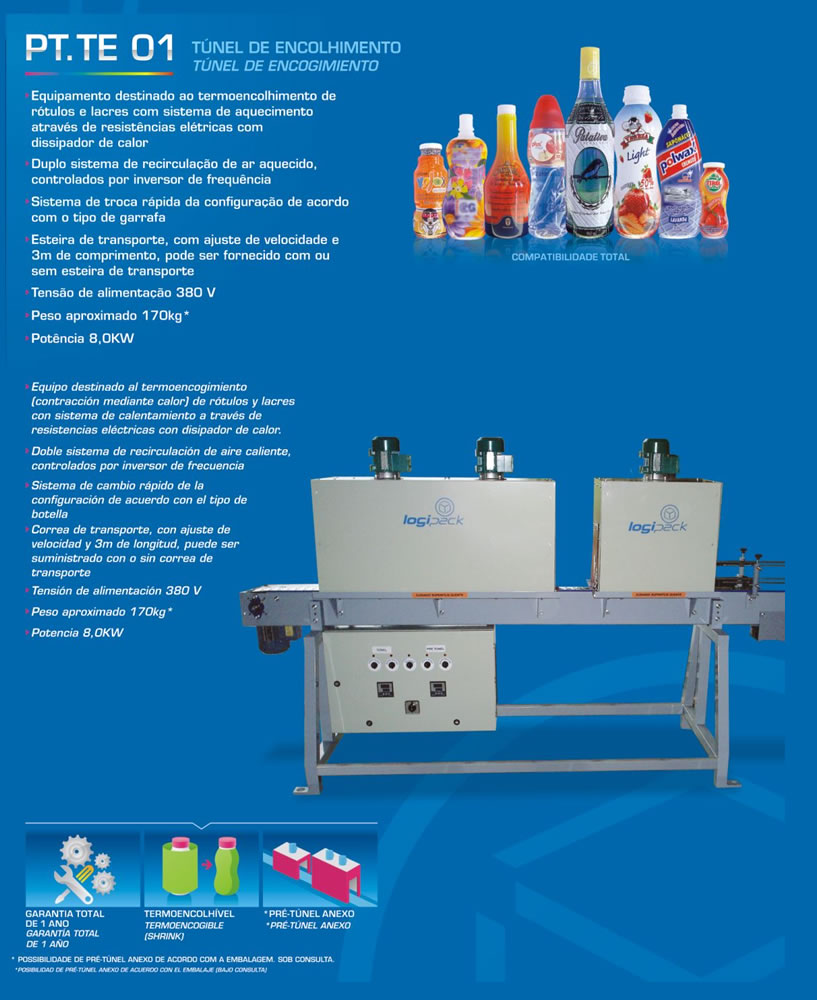 PT.TE 01
TÚNEL DE ENCOLHIMENTO
TÚNEL DE ENCOGIMIENTO
Equipamento destinado ao termoencolhimento de
rótulos e lacres com sistema de aquecimento
através de resistências elétricas com
dissipador de calor
Duplo sistema de recirculação de ar aquecido,
controlados por inversor de frequência
Sistema de troca rápida da configuração de acordo
com o tipo de garrafa
Esteira de transporte, com ajuste de velocidade e
3m de comprimento, pode ser fornecido com ou
sem esteira de transporte
Tensão de alimentação 380 V
Peso aproximado 170kg*
Potência 8,0KW
Patativa
Light
SAPONÁCEO
polwax
LAVANDA
COMPATIBILIDADE TOTAL
Equipo destinado al termoencogimiento
(contracción mediante calor) de rótulos y lacres
con sistema de calentamiento a través de
resistencias eléctricas con disipador de calor.
Doble sistema de recirculación de aire caliente,
controlados por inversor de frecuencia
Sistema de cambio rápido de la
configuración de acuerdo con el tipo de
botella
Correa de transporte, con ajuste de
velocidad y 3m de longitud, puede ser
suministrado con o sin correa de
transporte
Tensión de alimentación 380 V
Peso aproximado 170kg*
Potencia 8,0KW
logipack
logipack
GARANTIA TOTAL
DE 1 ANO
GARANTÍA TOTAL
DE 1 AÑO
TERMOENCOLHÍVEL
TERMOENCOGIBLE
(SHRINK)
*PRÉ-TÚNEL ANEXO
*PRÉ-TÚNEL ANEXO
* POSSIBILIDADE DE PRÉ-TÚNEL ANEXO DE ACORDO COM A EMBALAGEM. SOB CONSULTA.
*POSIBILIDAD DE PRÉ-TÚNEL ANEXO DE ACUERDO CON EL EMBALAJE (BAJO CONSULTA)